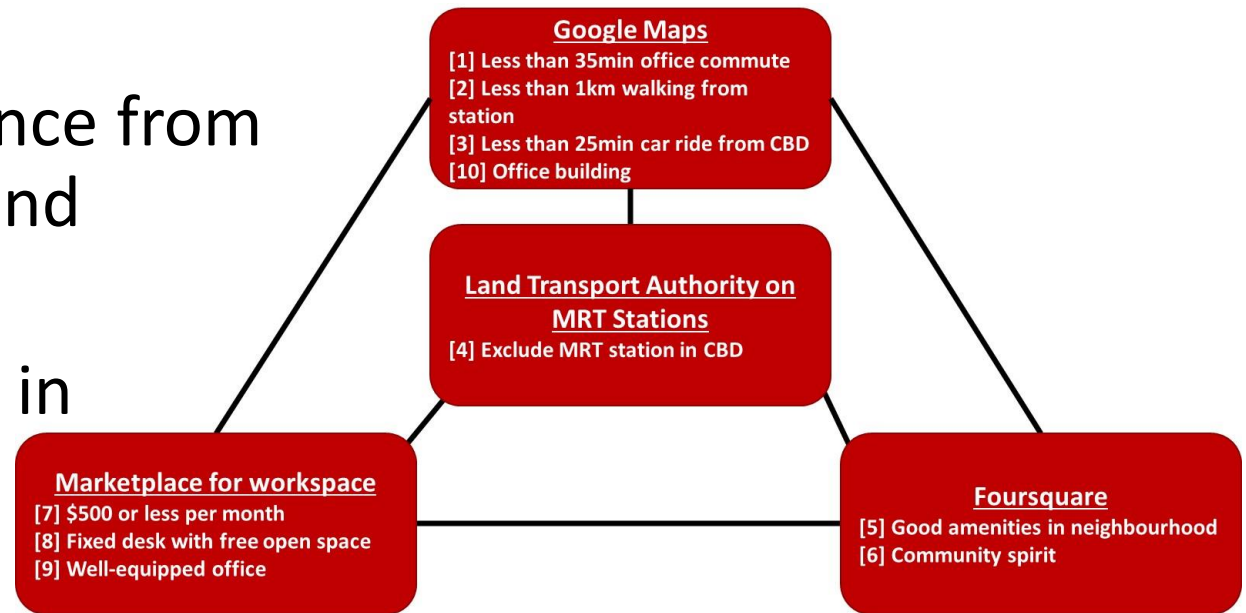 nce from
nd
in
Google Maps
[1] Less than 35min office commute
[2] Less than 1km walking from
station
[3] Less than 25min car ride from CBD
[10] Office building
Land Transport Authority on
MRT Stations
[4] Exclude MRT station in CBD
Marketplace for workspace
[7] $500 or less per month
[8] Fixed desk with free open space
[9] Well-equipped office
Foursquare
[5] Good amenities in neighbourhood
[6] Community spirit